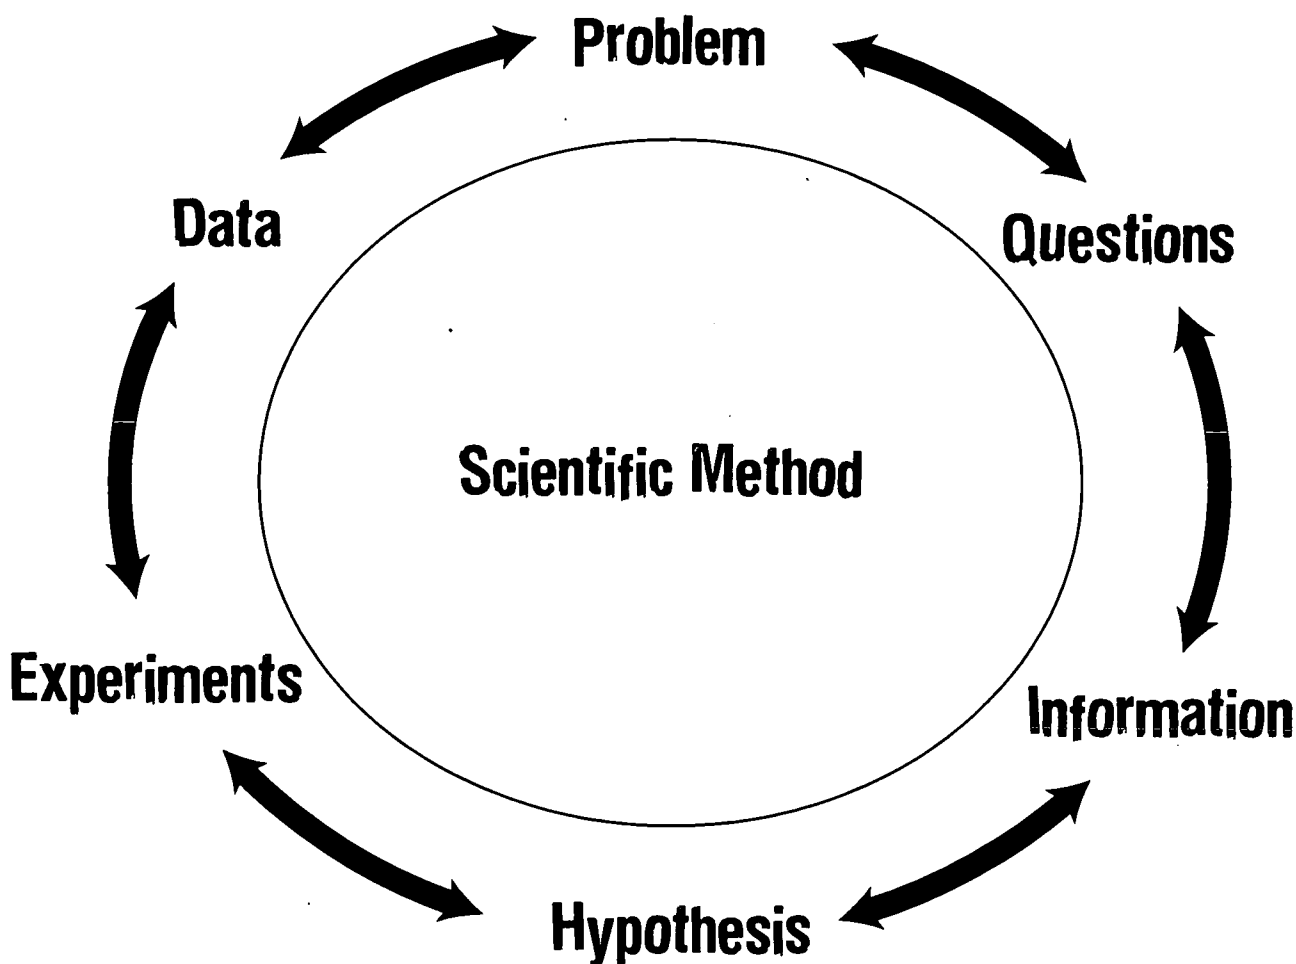 Problem
Data
Questions
Scientific Method
Experiments
Information
Hypothesis